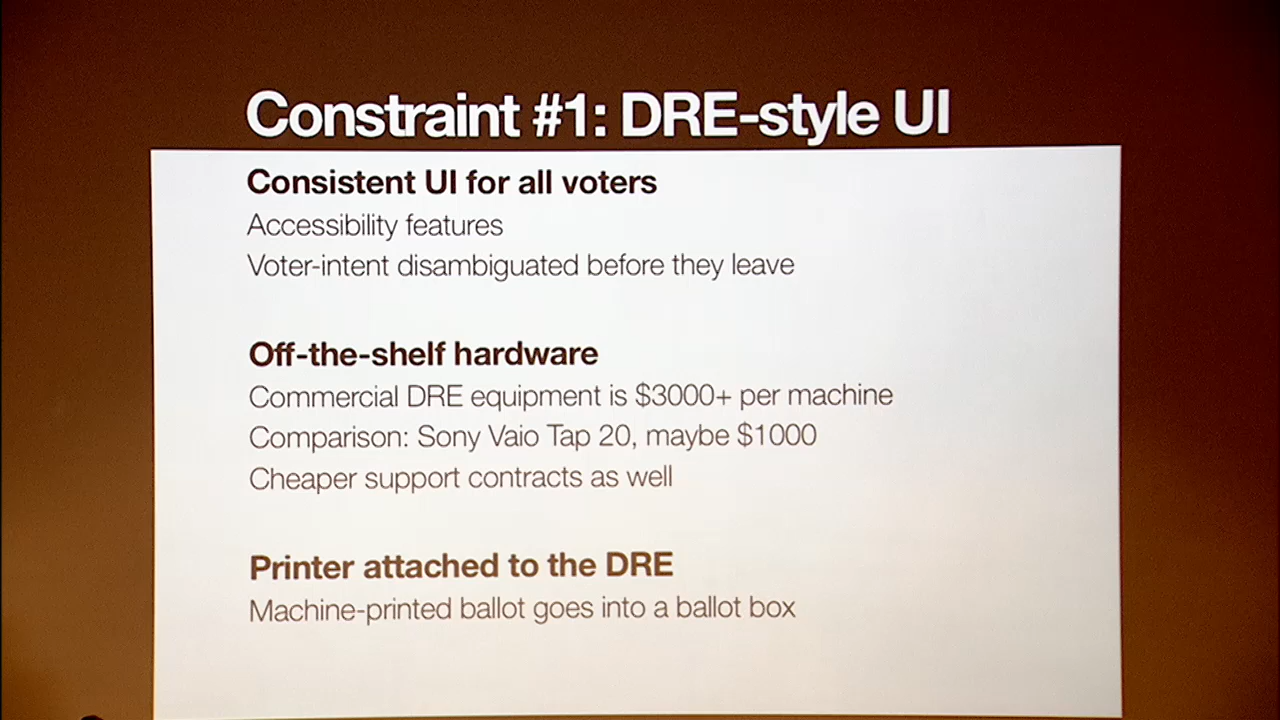 Constraint #1: DRE-style UI
Consistent UI for all voters
Accessibility features
Voter-intent disambiguated before they leave
Off-the-shelf hardware
Commercial DRE equipment is $3000+ per machine
Comparison: Sony Vaio Tap 20, maybe $1000
Cheaper support contracts as well
Printer attached to the DRE
Machine-printed ballot goes into a ballot box